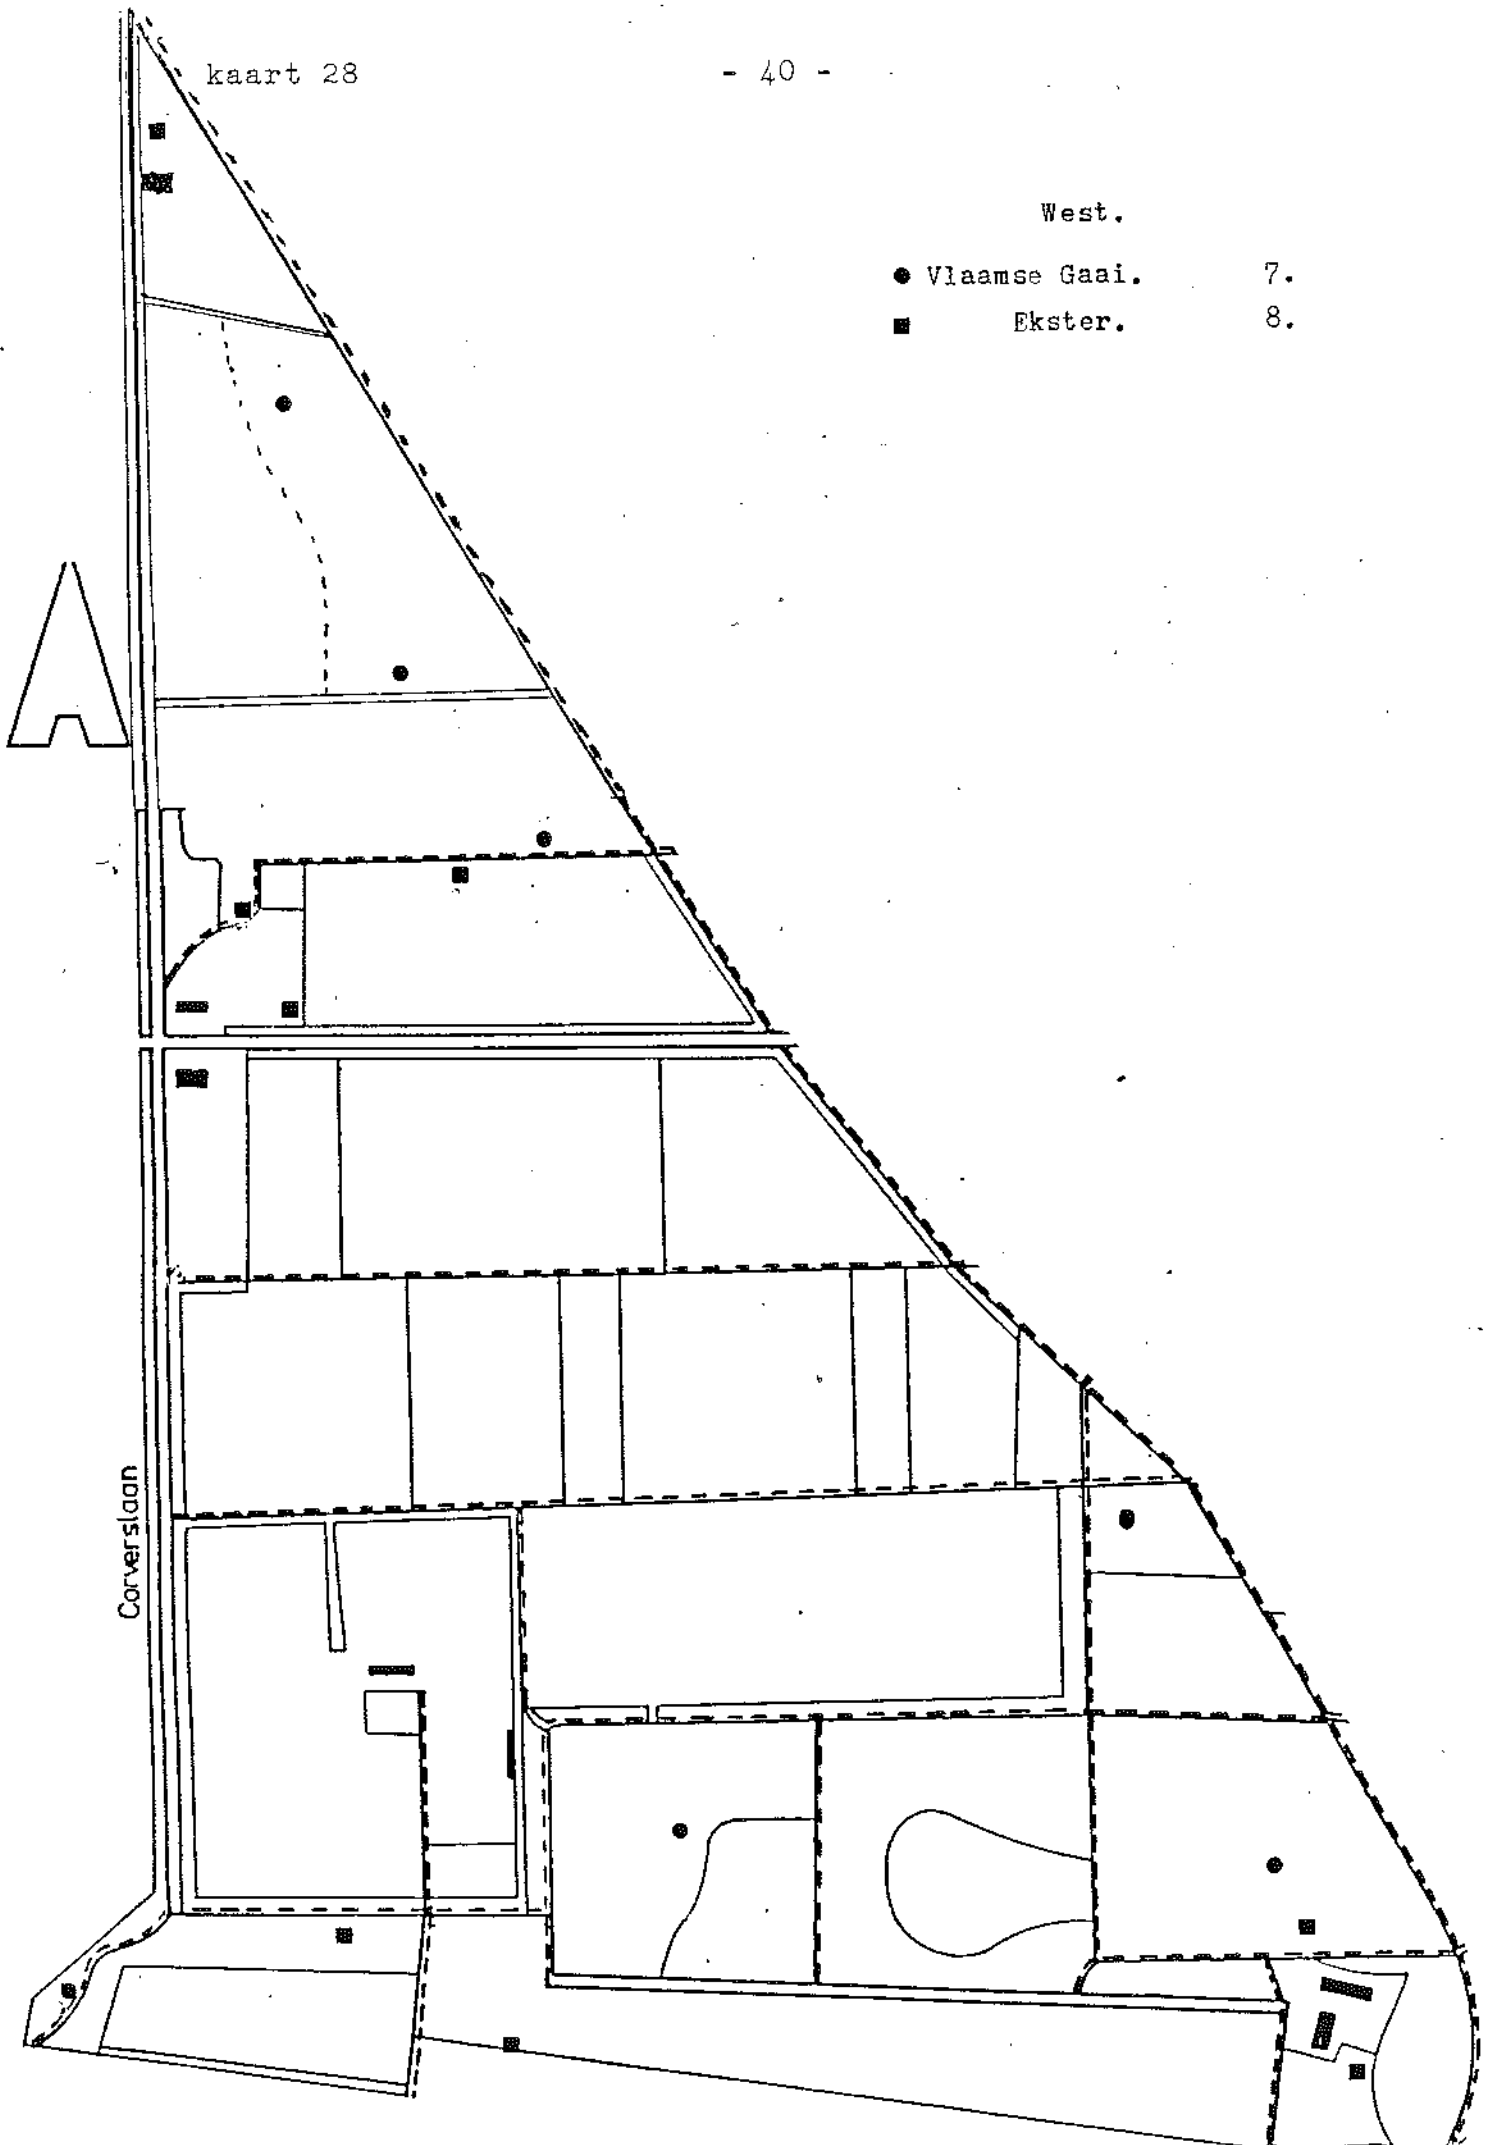 kaart 28
- 40 -
West.
Vlaamse Gaai. 7.
Ekster. 8.
Corverslaan